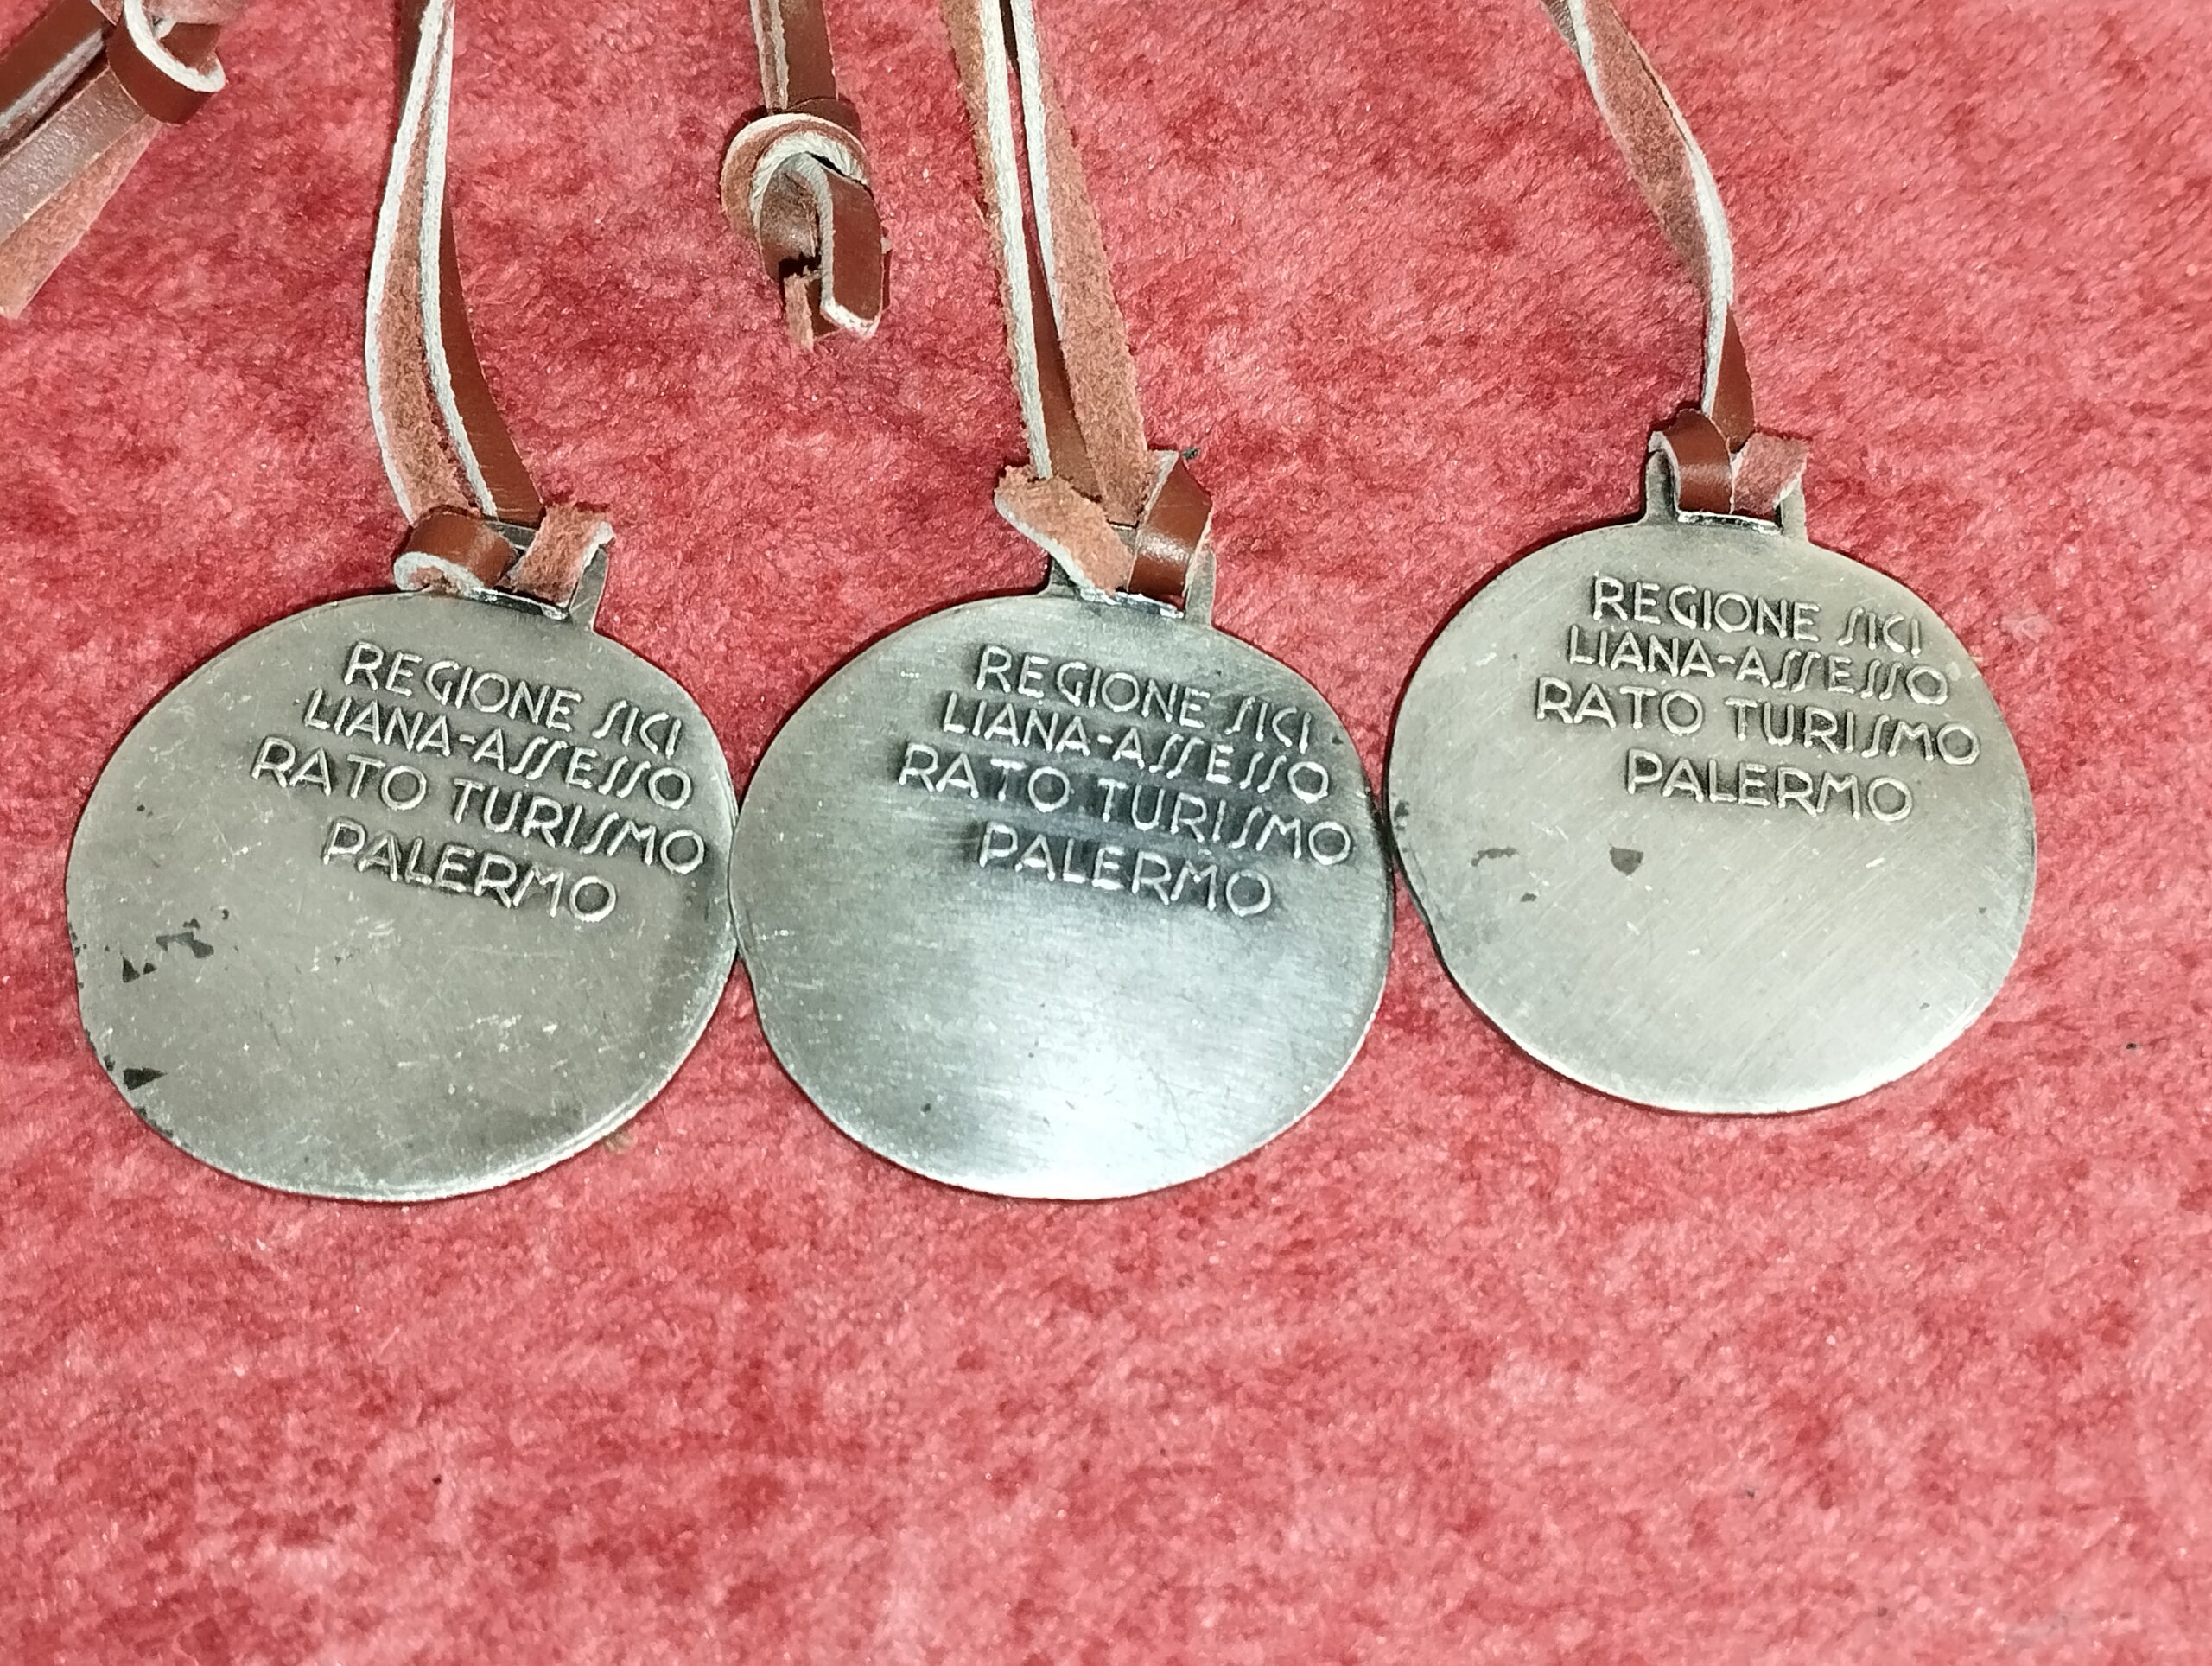 REGIONE SICI
LIANA-ASSESSO
RATO TURISMO
PALERMO
REGIONE SICI
LIANA-ASSESSO
RATO TURISMO
PALERMO
REGIONE SICI
LIANA-ASSESSO
RATO TURISMO
PALERMO